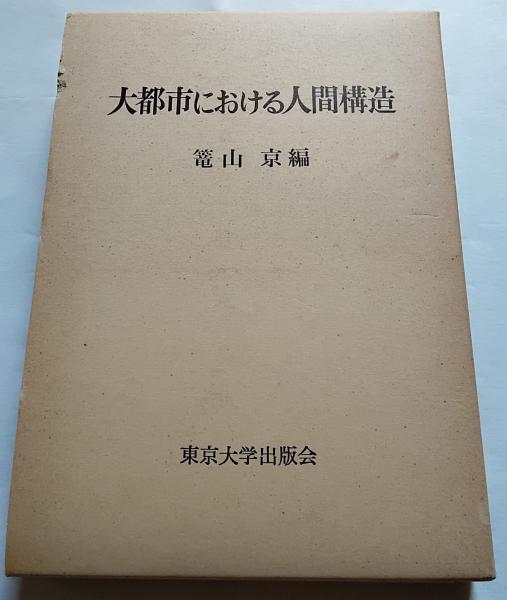 大都市における人間構造
篭山 京編
東京大学出版会